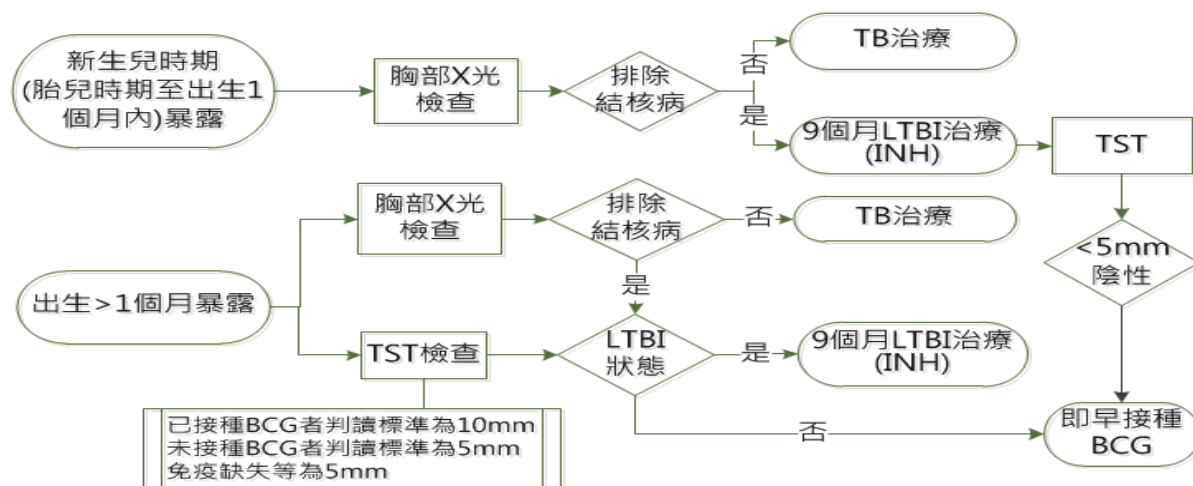 新生兒時期
(胎兒時期至出生1
個月內)暴露
胸部X光
檢查
排除
結核病
否
TB治療
是
9個月LTBI治療
(INH)
TST
<5mm
陰性
出生>1個月暴露
胸部X光
檢查
排除
結核病
否
TB治療
是
TST檢查
LTBI
狀態
是
9個月LTBI治療
(INH)
否
即早接種
BCG
已接種BCG者判讀標準為10mm
未接種BCG者判讀標準為5mm
免疫缺失等為5mm